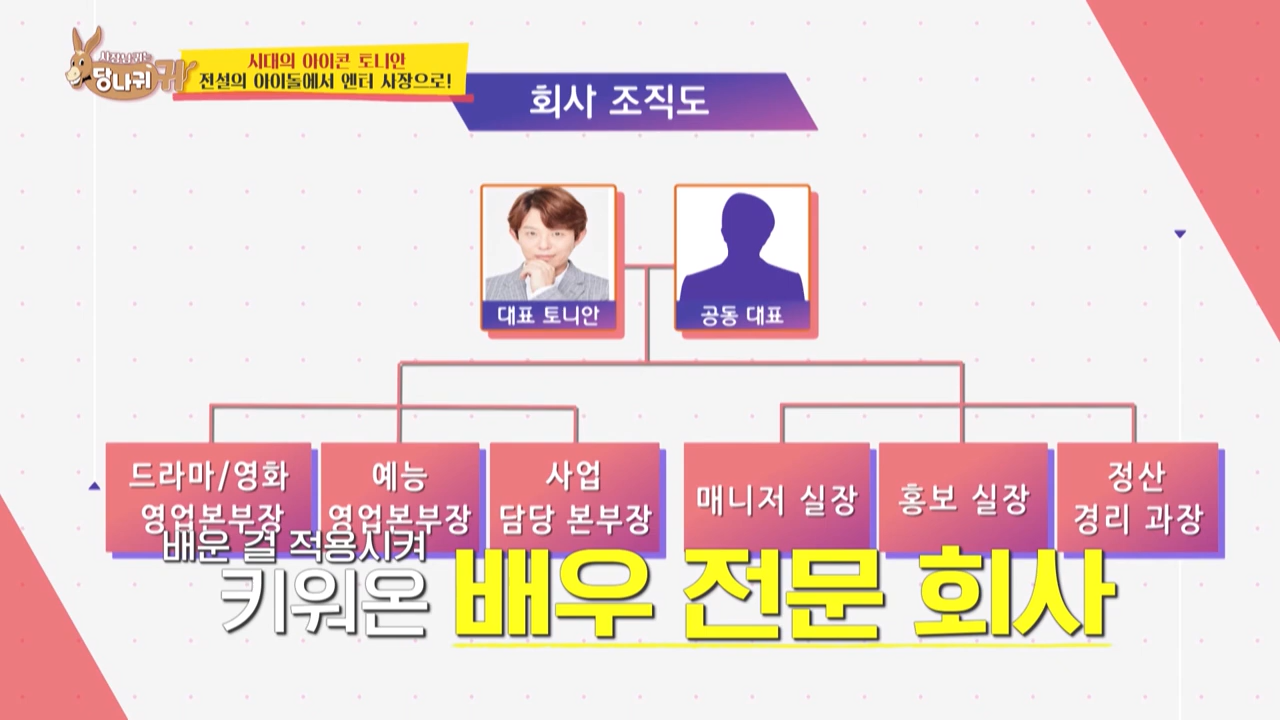 사장님 귀는
당나귀 귀
시대의 아이콘 토니안
전설의 아이돌에서 엔터 사장으로!
회사 조직도
대표 토니안
공동 대표
드라마/영화
영업본부장
예능
영업본부장
사업
담당 본부장
매니저 실장
홍보 실장
정산
경리 과장
배운 걸 적용시켜
키워온 배우 전문 회사